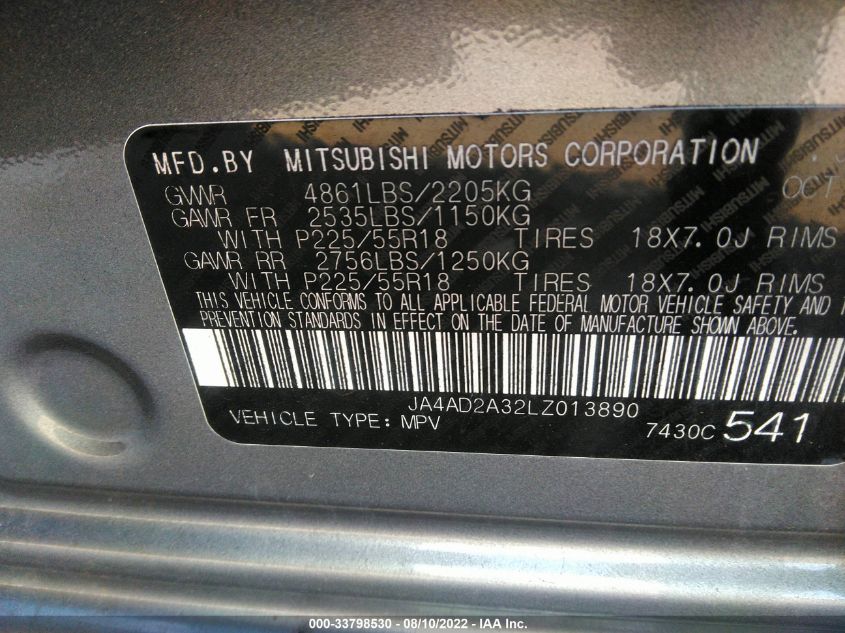 MFD.BY MITSUBISHI MOTORS CORPORATION
OCT
GVWR 4861LBS/2205KG
GAWR FR 2535LBS/1150KG
WITH P225/55R18 TIRES 18X7.0J RIMS
GAWR RR 2756LBS/1250KG
WITH P225/55R18 TIRES 18X7.0J RIMS
THIS VEHICLE CONFORMS TO ALL APPLICABLE FEDERAL MOTOR VEHICLE SAFETY AND
PREVENTION STANDARDS IN EFFECT ON THE DATE OF MANUFACTURE SHOWN ABOVE.
JA4AD2A32LZ013890
VEHICLE TYPE: MPV 7430C 541
000-33798530 - 08/10/2022 - IAA Inc.